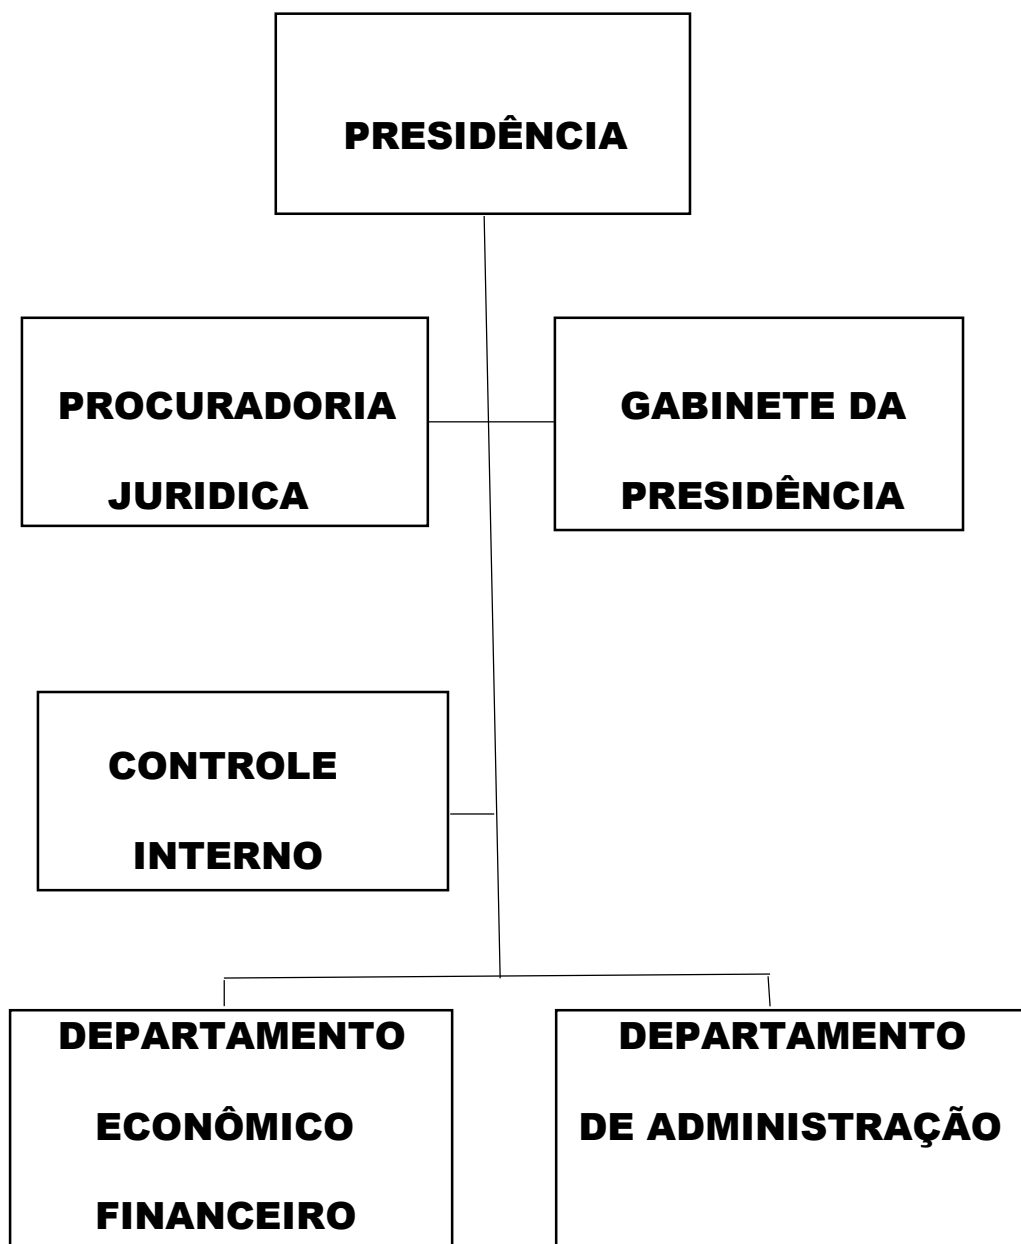 PRESIDÊNCIA
PROCURADORIA
JURIDICA
GABINETE DA
PRESIDÊNCIA
CONTROLE
INTERNO
DEPARTAMENTO
ECONÔMICO
FINANCEIRO
DEPARTAMENTO
DE ADMINISTRAÇÃO